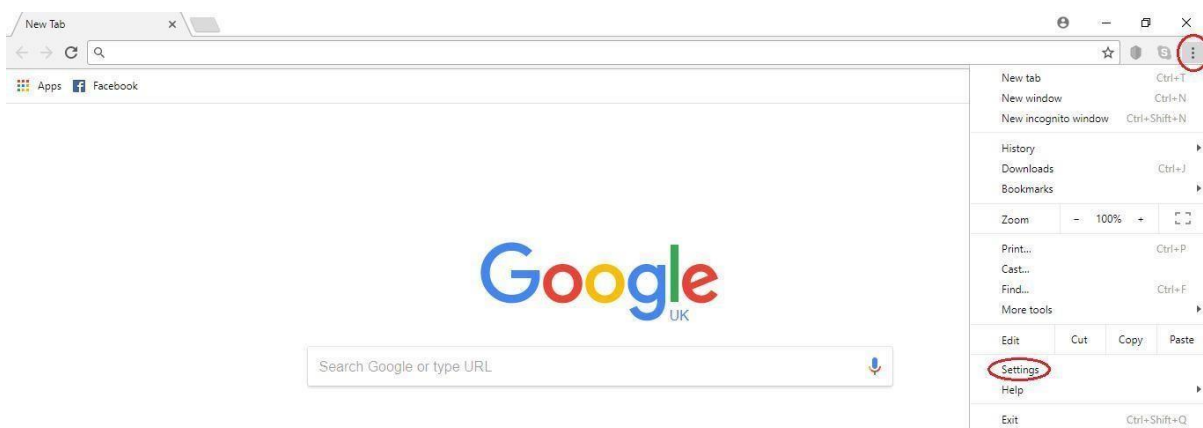 New Tab
Apps Facebook
New tab Ctrl+T
New window Ctrl+N
New incognito window Ctrl+Shift+N
History
Downloads Ctrl+J
Bookmarks
Zoom - 100% +
Print... Ctrl+P
Cast...
Find... Ctrl+F
More tools
Edit Cut Copy Paste
Settings
Help
Exit Ctrl+Shift+Q
Google
UK
Search Google or type URL